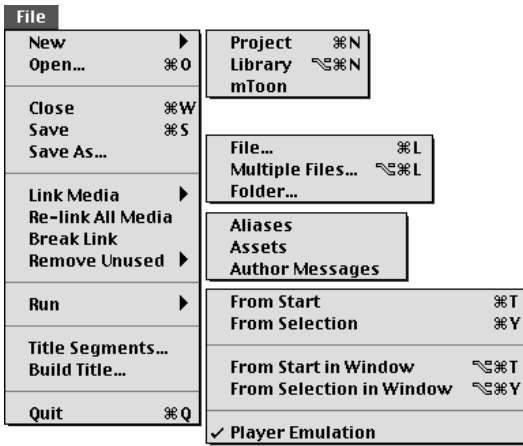 File
New ▶
Open... ⌘O
Close ⌘W
Save ⌘S
Save As...
Link Media ▶
Re-link All Media
Break Link
Remove Unused ▶
Run ▶
Title Segments...
Build Title...
Quit ⌘Q
Project ⌘N
Library ⌥⌘N
mToon
File... ⌘L
Multiple Files... ⌥⌘L
Folder...
Aliases
Assets
Author Messages
From Start ⌘T
From Selection ⌘Y
From Start in Window ⌥⌘T
From Selection in Window ⌥⌘Y
✓ Player Emulation